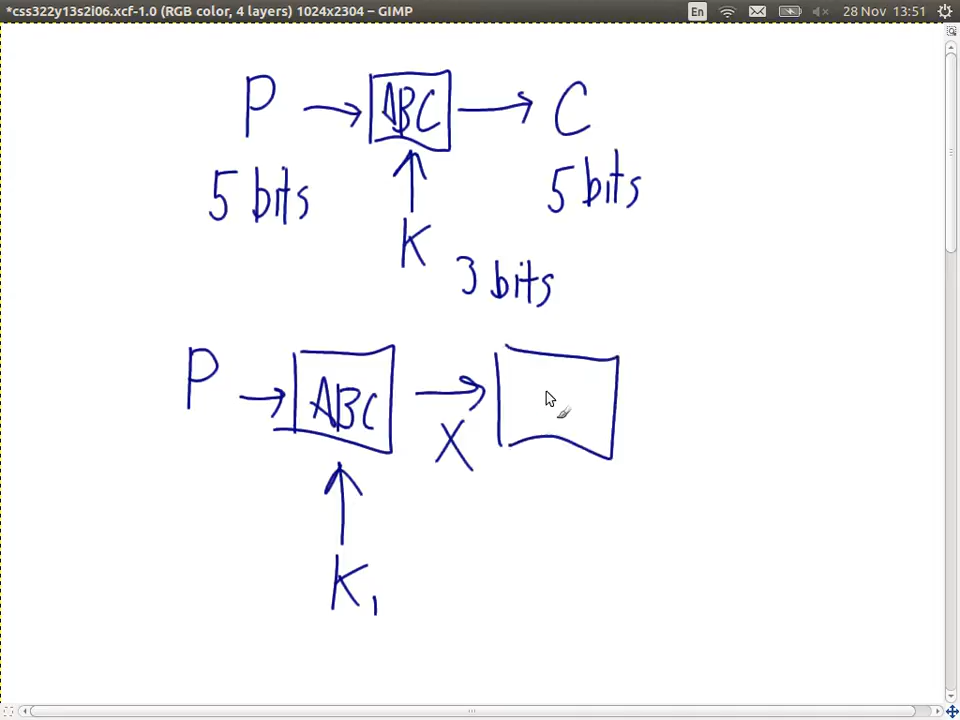 *css322y13s2i06.xcf-1.0 (RGB color, 4 layers) 1024x2304 – GIMP
En
28 Nov 13:51
P → ABC → C
5 bits
5 bits
K
3 bits
P → ABC →
X
K₁